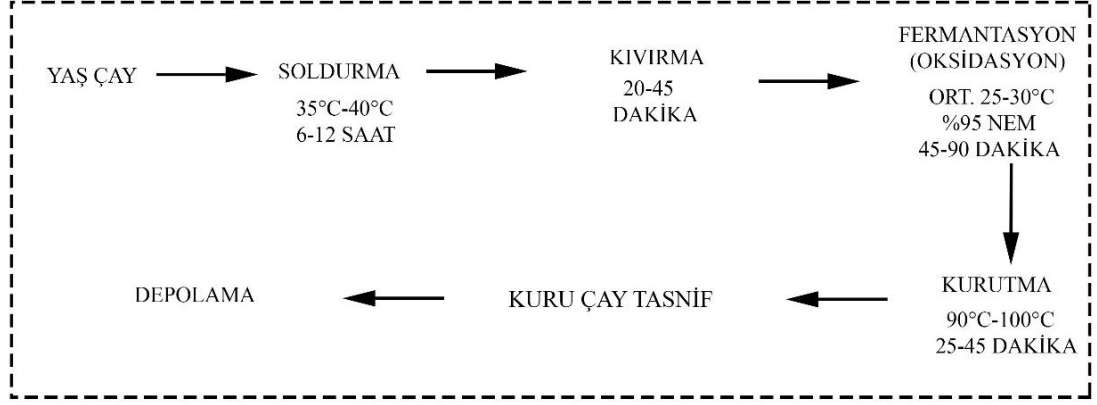 YAŞ ÇAY
SOLDURMA
35°C-40°C
6-12 SAAT
KIVIRMA
20-45
DAKİKA
FERMANTASYON
(OKSİDASYON)
ORT. 25-30°C
%95 NEM
45-90 DAKİKA
KURUTMA
90°C-100°C
25-45 DAKİKA
KURU ÇAY TASNİF
DEPOLAMA